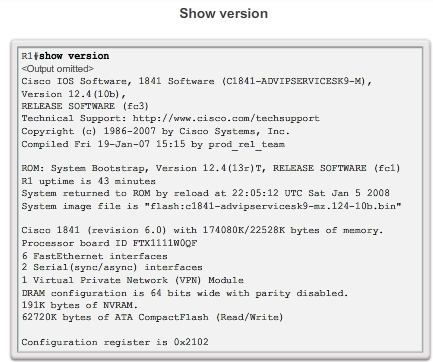 Show version
R1#show version
<Output omitted>
Cisco IOS Software, 1841 Software (C1841-ADVIPSERVICESK9-M),
Version 12.4(10b),
RELEASE SOFTWARE (fc3)
Technical Support: http://www.cisco.com/techsupport
Copyright (c) 1986-2007 by Cisco Systems, Inc.
Compiled Fri 19-Jan-07 15:15 by prod_rel_team
ROM: System Bootstrap, Version 12.4(13r)T, RELEASE SOFTWARE (fc1)
R1 uptime is 43 minutes
System returned to ROM by reload at 22:05:12 UTC Sat Jan 5 2008
System image file is "flash:c1841-advipservicesk9-mz.124-10b.bin"
Cisco 1841 (revision 6.0) with 174080K/22528K bytes of memory.
Processor board ID FTX1111W0QF
6 FastEthernet interfaces
2 Serial(sync/async) interfaces
1 Virtual Private Network (VPN) Module
DRAM configuration is 64 bits wide with parity disabled.
191K bytes of NVRAM.
62720K bytes of ATA CompactFlash (Read/Write)
Configuration register is 0x2102